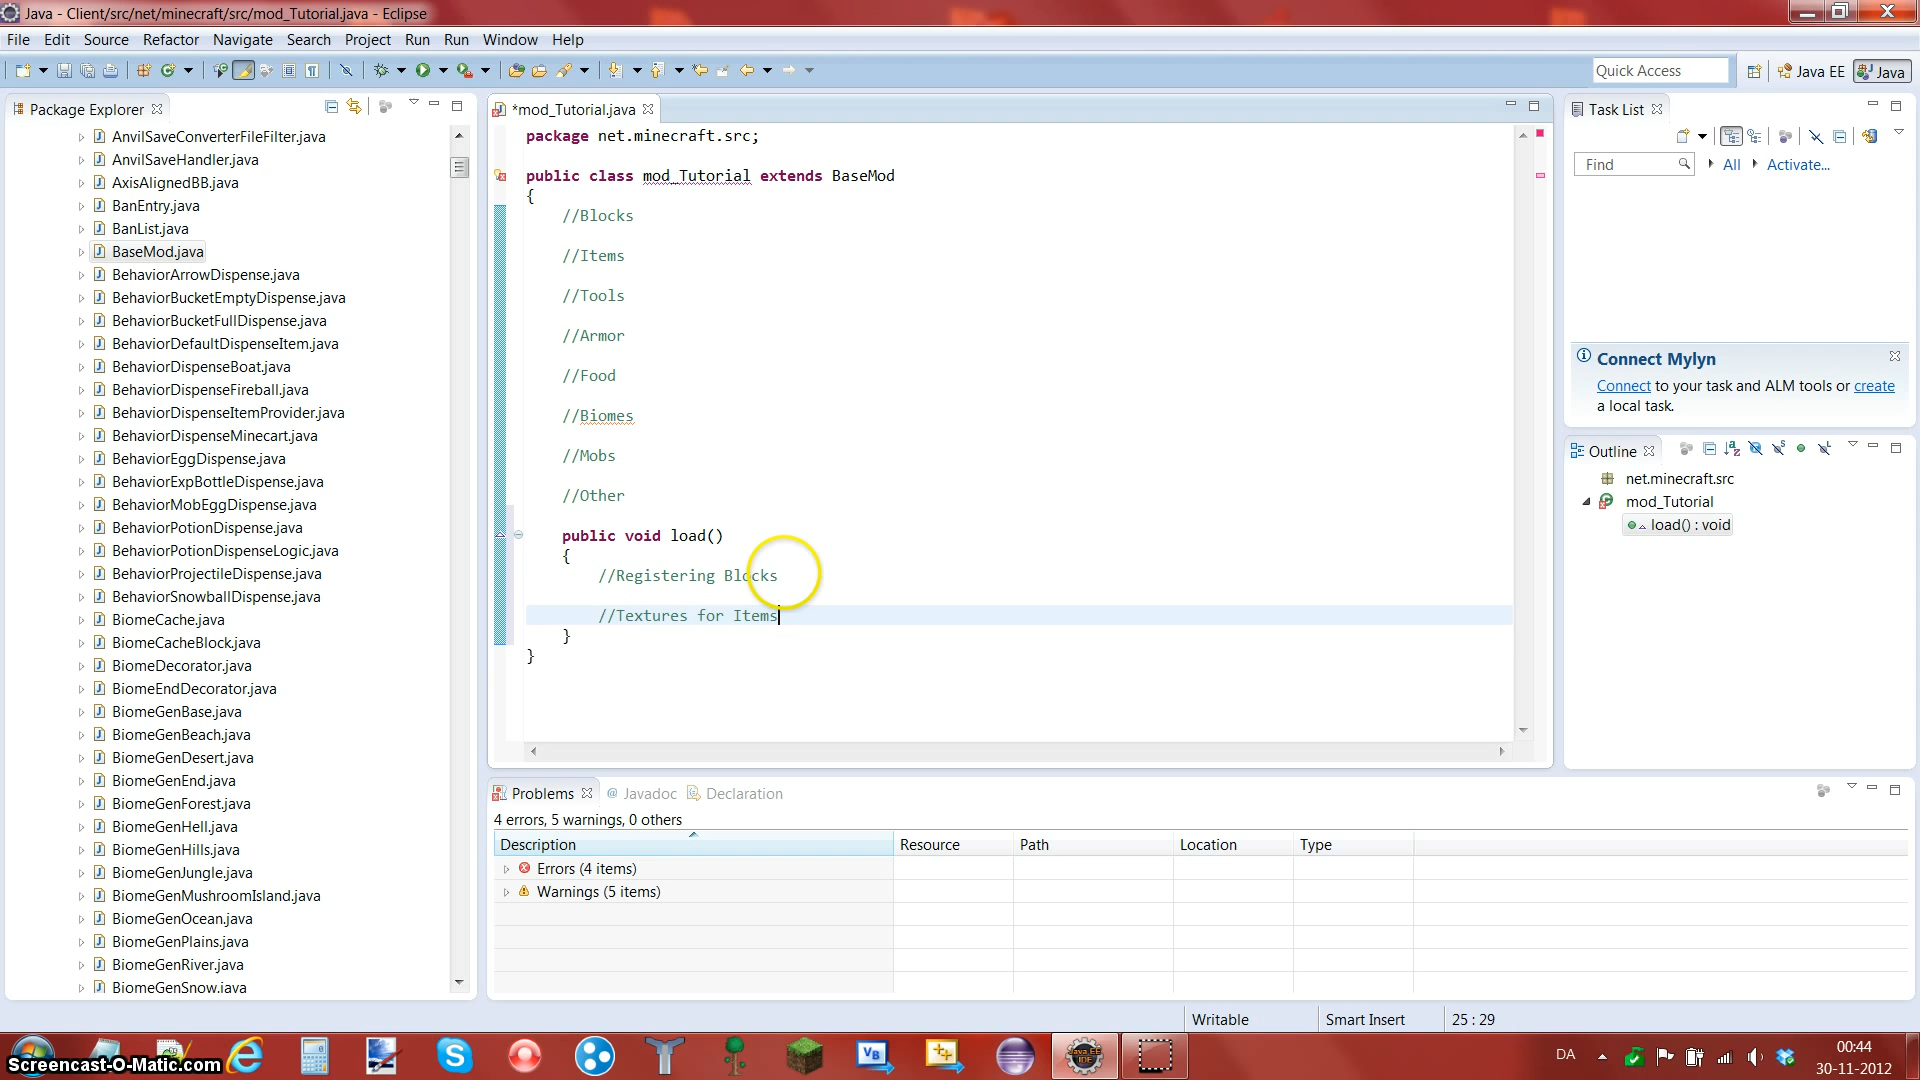 Java - Client/src/net/minecraft/src/mod_Tutorial.java - Eclipse
File Edit Source Refactor Navigate Search Project Run Run Window Help
Quick Access
Java EE
Java
Package Explorer
AnvilSaveConverterFileFilter.java
AnvilSaveHandler.java
AxisAlignedBB.java
BanEntry.java
BanList.java
BaseMod.java
BehaviorArrowDispense.java
BehaviorBucketEmptyDispense.java
BehaviorBucketFullDispense.java
BehaviorDefaultDispenseItem.java
BehaviorDispenseBoat.java
BehaviorDispenseFireball.java
BehaviorDispenseItemProvider.java
BehaviorDispenseMinecart.java
BehaviorEggDispense.java
BehaviorExpBottleDispense.java
BehaviorMobEggDispense.java
BehaviorPotionDispense.java
BehaviorPotionDispenseLogic.java
BehaviorProjectileDispense.java
BehaviorSnowballDispense.java
BiomeCache.java
BiomeCacheBlock.java
BiomeDecorator.java
BiomeEndDecorator.java
BiomeGenBase.java
BiomeGenBeach.java
BiomeGenDesert.java
BiomeGenEnd.java
BiomeGenForest.java
BiomeGenHell.java
BiomeGenHills.java
BiomeGenJungle.java
BiomeGenMushroomIsland.java
BiomeGenOcean.java
BiomeGenPlains.java
BiomeGenRiver.java
BiomeGenSnow.java
*mod_Tutorial.java
package net.minecraft.src;
public class mod_Tutorial extends BaseMod
{
//Blocks
//Items
//Tools
//Armor
//Food
//Biomes
//Mobs
//Other
public void load()
{
//Registering Blocks
//Textures for Items
}
}
Task List
Find
All
Activate...
Connect Mylyn
Connect to your task and ALM tools or create
a local task.
Outline
net.minecraft.src
mod_Tutorial
load() : void
Problems
@ Javadoc
Declaration
4 errors, 5 warnings, 0 others
Description Resource Path Location Type
Errors (4 items)
Warnings (5 items)
Writable Smart Insert 25 : 29
Screencast-O-Matic.com
VB
Java EE
IDE
DA
00:44
30-11-2012